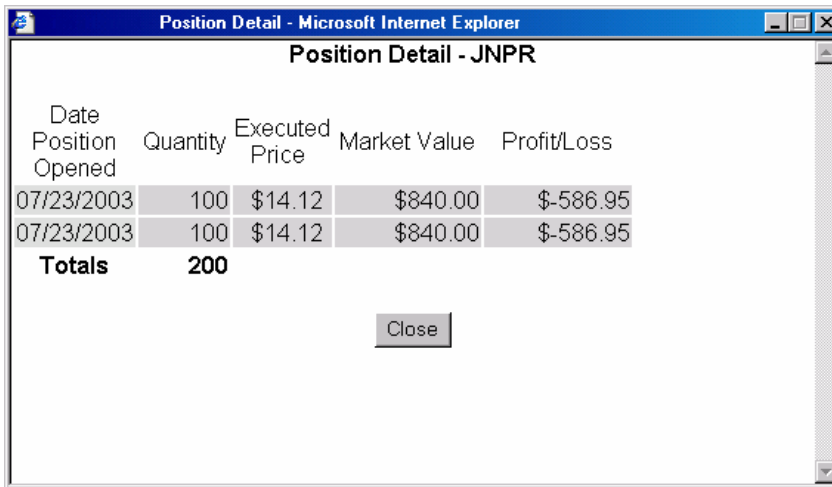 Position Detail - Microsoft Internet Explorer
Position Detail - JNPR
Date Position Opened Quantity Executed Price Market Value Profit/Loss
07/23/2003 100 $14.12 $840.00 $-586.95
07/23/2003 100 $14.12 $840.00 $-586.95
Totals 200
Close